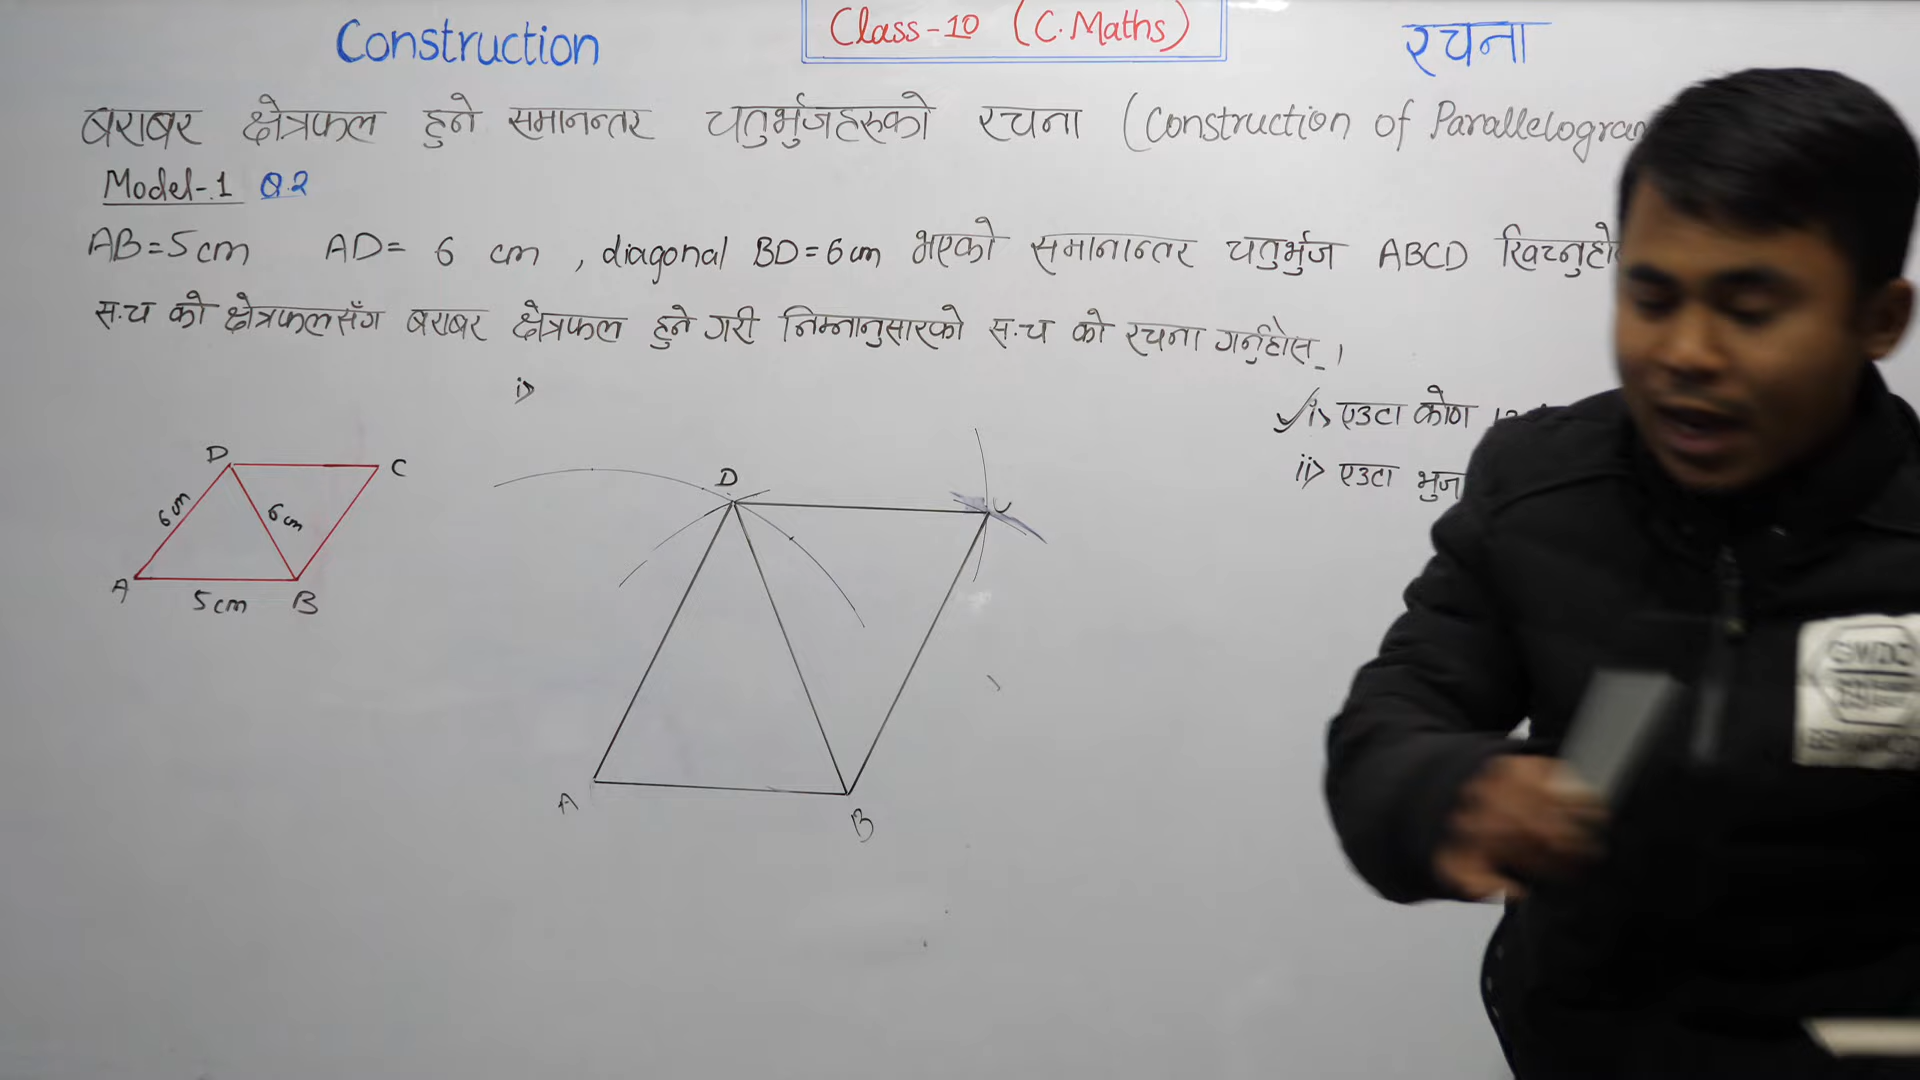 Construction
Class-10 (C.Maths)
रचना
बराबर क्षेत्रफल हुने समानन्तर चतुर्भुजहरुको रचना (Construction of Parallelogram
Model-1 Q.2
AB=5cm AD= 6 cm , diagonal BD=6cm भएको समानान्तर चतुर्भुज ABCD खिच्नुहोस
स.च को क्षेत्रफलसँग बराबर क्षेत्रफल हुने गरी निम्नानुसारको स.च को रचना गर्नुहोस् ।
i>
i> एउटा कोण
ii> एउटा भुजा
D
C
6cm
6cm
A
5cm
B
D
C
A
B